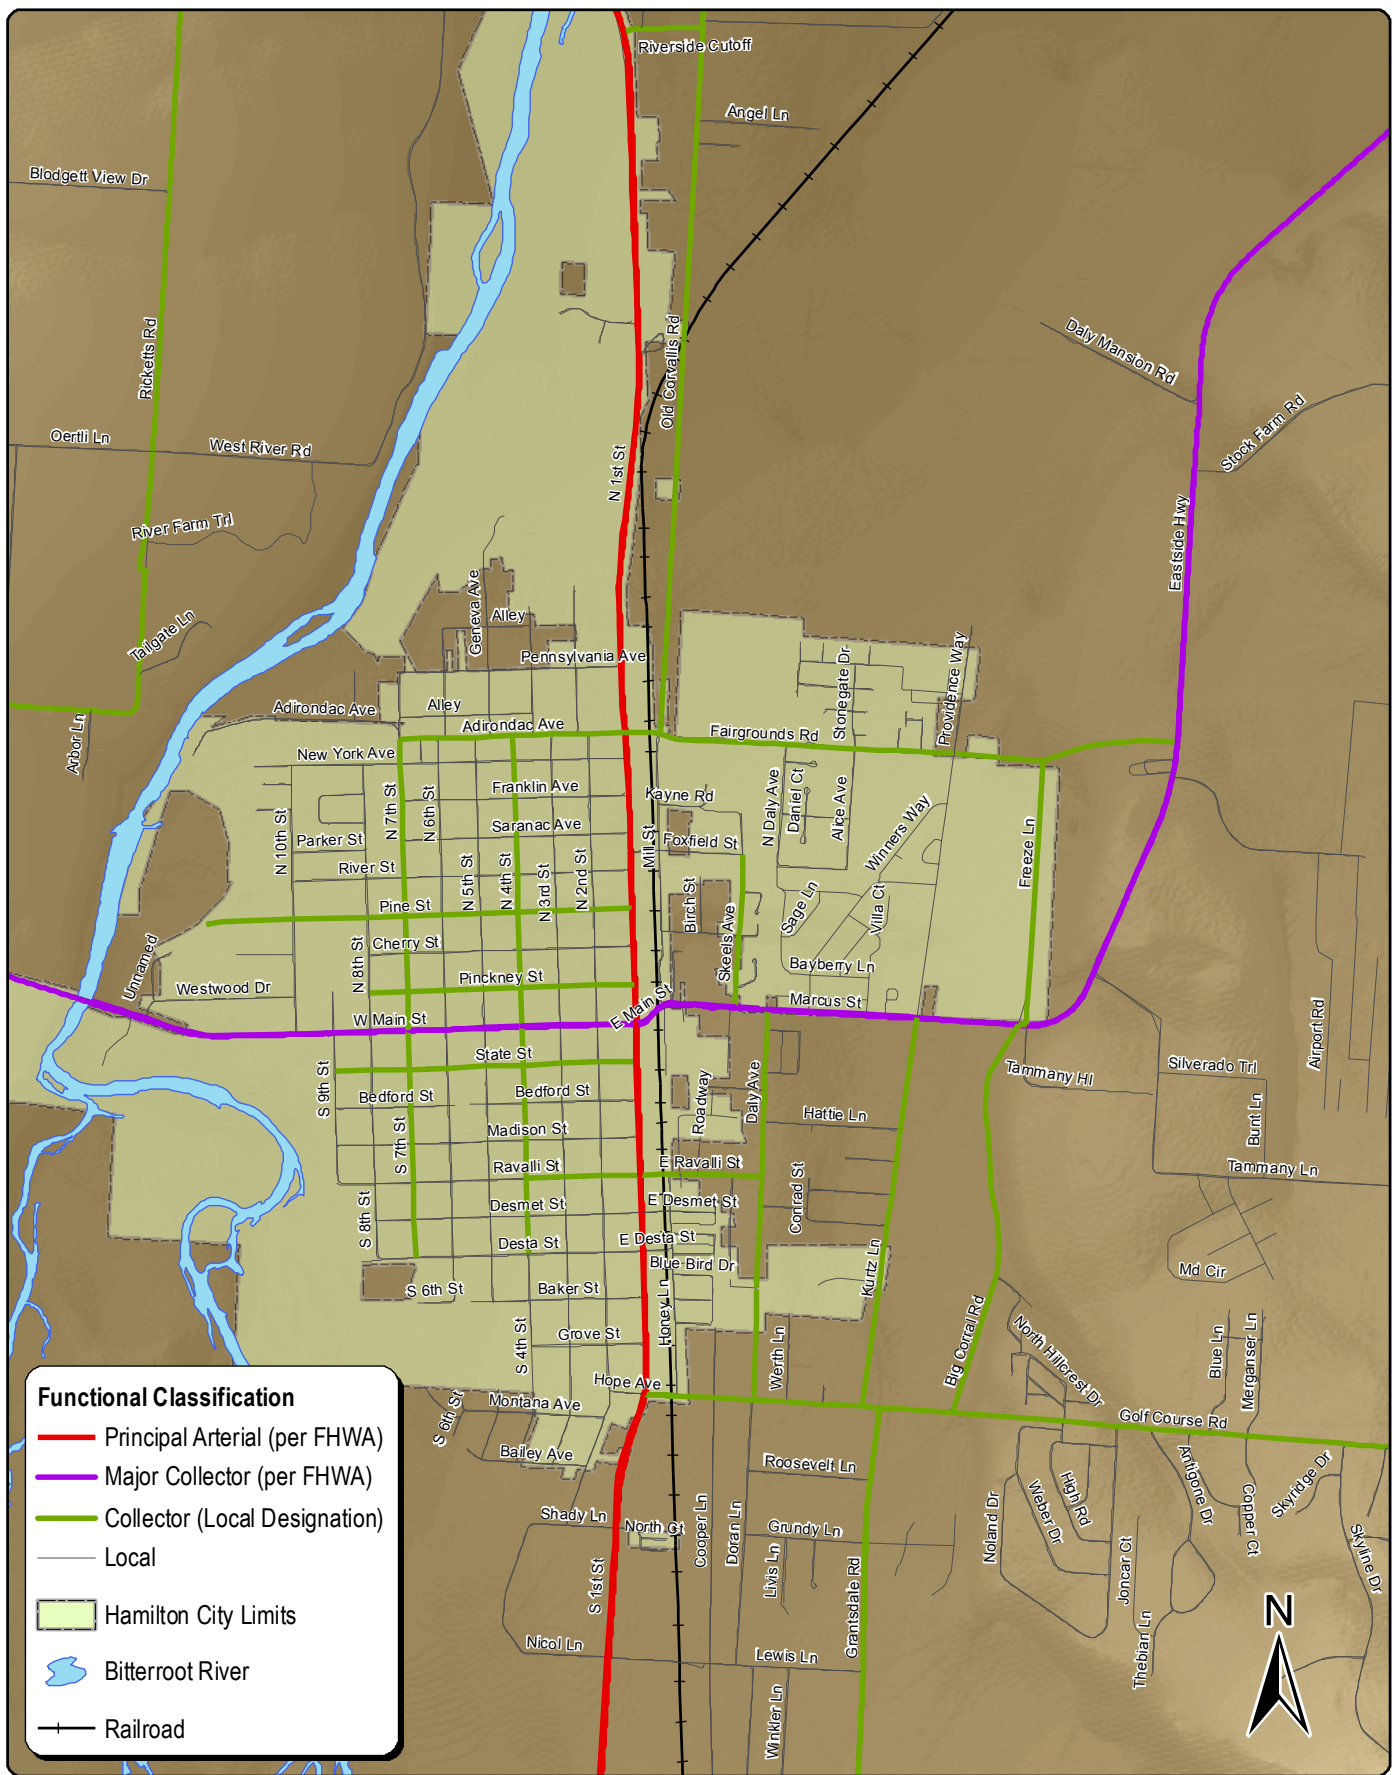 Riverside Cutoff
Angel Ln
Blodgett View Dr
Ricketts Rd
Old Corvallis Rd
Daly Mansion Rd
Stock Farm Rd
Oertli Ln
West River Rd
N 1st St
River Farm Trl
Eastside Hwy
Geneva Ave
Alley
Tailgate Ln
Pennsylvania Ave
Stonegate Dr
Providence Way
Arbor Ln
Adirondac Ave
Alley
Adirondac Ave
Fairgrounds Rd
New York Ave
Franklin Ave
Kayne Rd
N Daly Ave
Daniel Ct
Alice Ave
Winners Way
N 10th St
N 7th St
N 6th St
Parker St
Saranac Ave
Mill St
Foxfield St
Freeze Ln
River St
N 5th St
N 4th St
N 3rd St
N 2nd St
Pine St
Birch St
Skeels Ave
Sage Ln
Villa Ct
Unnamed
N 8th St
Cherry St
Pinckney St
Bayberry Ln
Westwood Dr
Marcus St
W Main St
E Main St
Airport Rd
State St
S 9th St
Bedford St
Bedford St
Roadway
Daly Ave
Tammany Hl
Silverado Trl
Hattie Ln
Bunt Ln
Madison St
S 7th St
Ravalli St
E Ravalli St
Tammany Ln
Conrad St
S 8th St
Desmet St
E Desmet St
Desta St
E Desta St
Blue Bird Dr
Kurtz Ln
Md Cir
S 6th St
Baker St
Honey Ln
Big Corral Rd
S 4th St
Grove St
Werth Ln
North Hillcrest Dr
Blue Ln
Merganser Ln
Hope Ave
S 6th St
Montana Ave
Golf Course Rd
Bailey Ave
Roosevelt Ln
Noland Dr
Weber Dr
High Rd
Antigone Dr
Copper Ct
Skyridge Dr
Shady Ln
North Ct
Cooper Ln
Doran Ln
Grundy Ln
Livis Ln
Joncar Ct
Skyline Dr
S 1st St
Grantsdale Rd
Thebian Ln
Nicol Ln
Lewis Ln
Winkler Ln
N
Functional Classification
Principal Arterial (per FHWA)
Major Collector (per FHWA)
Collector (Local Designation)
Local
Hamilton City Limits
Bitterroot River
Railroad